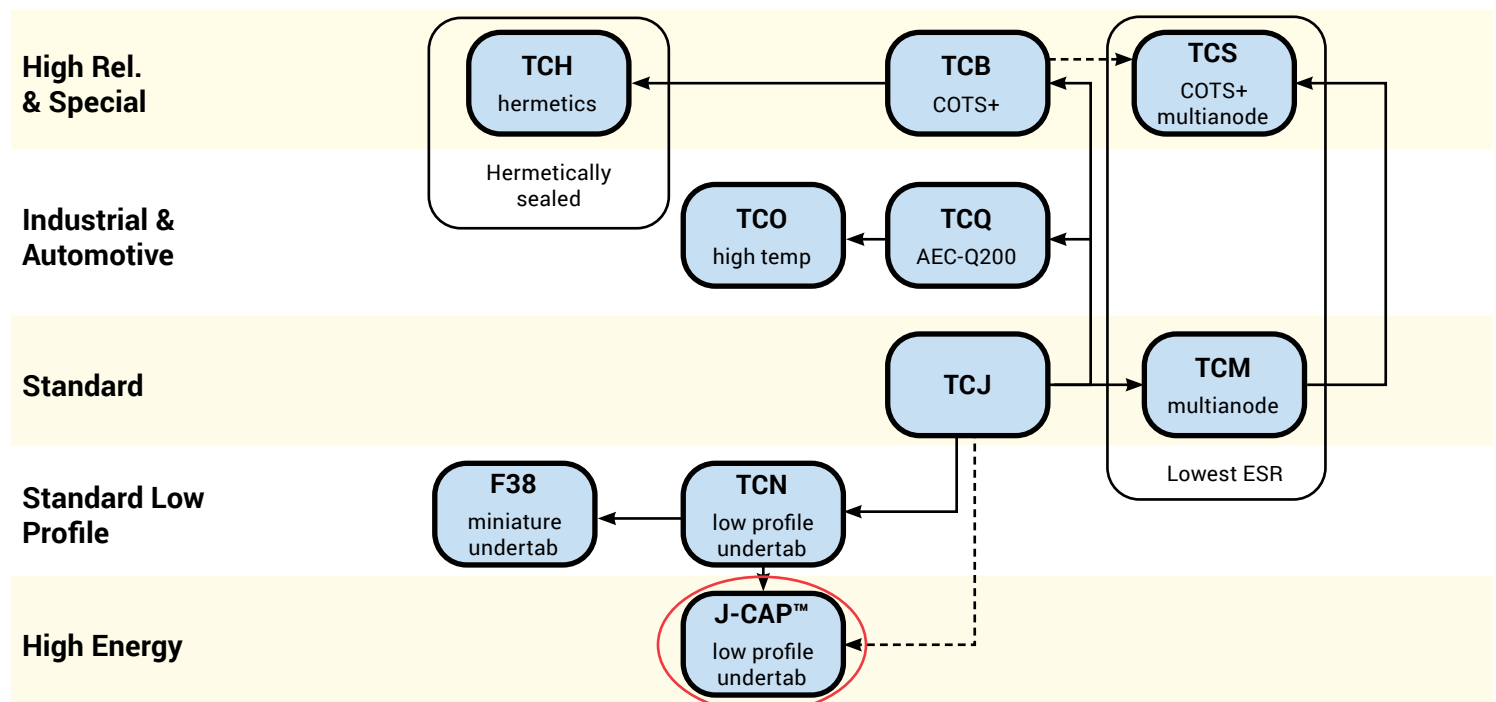 High Rel.
& Special
TCH
hermetics
Hermetically
sealed
TCB
COTS+
TCS
COTS+
multianode
Industrial &
Automotive
TCO
high temp
TCQ
AEC-Q200
Standard
TCJ
TCM
multianode
Lowest ESR
Standard Low
Profile
F38
miniature
undertab
TCN
low profile
undertab
High Energy
J-CAP™
low profile
undertab